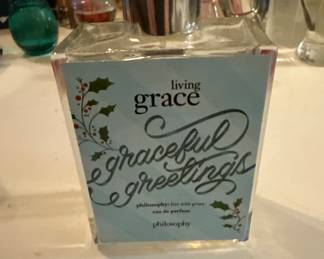 living
grace
graceful
greetings
philosophy: live with grace
eau de parfum
philosophy